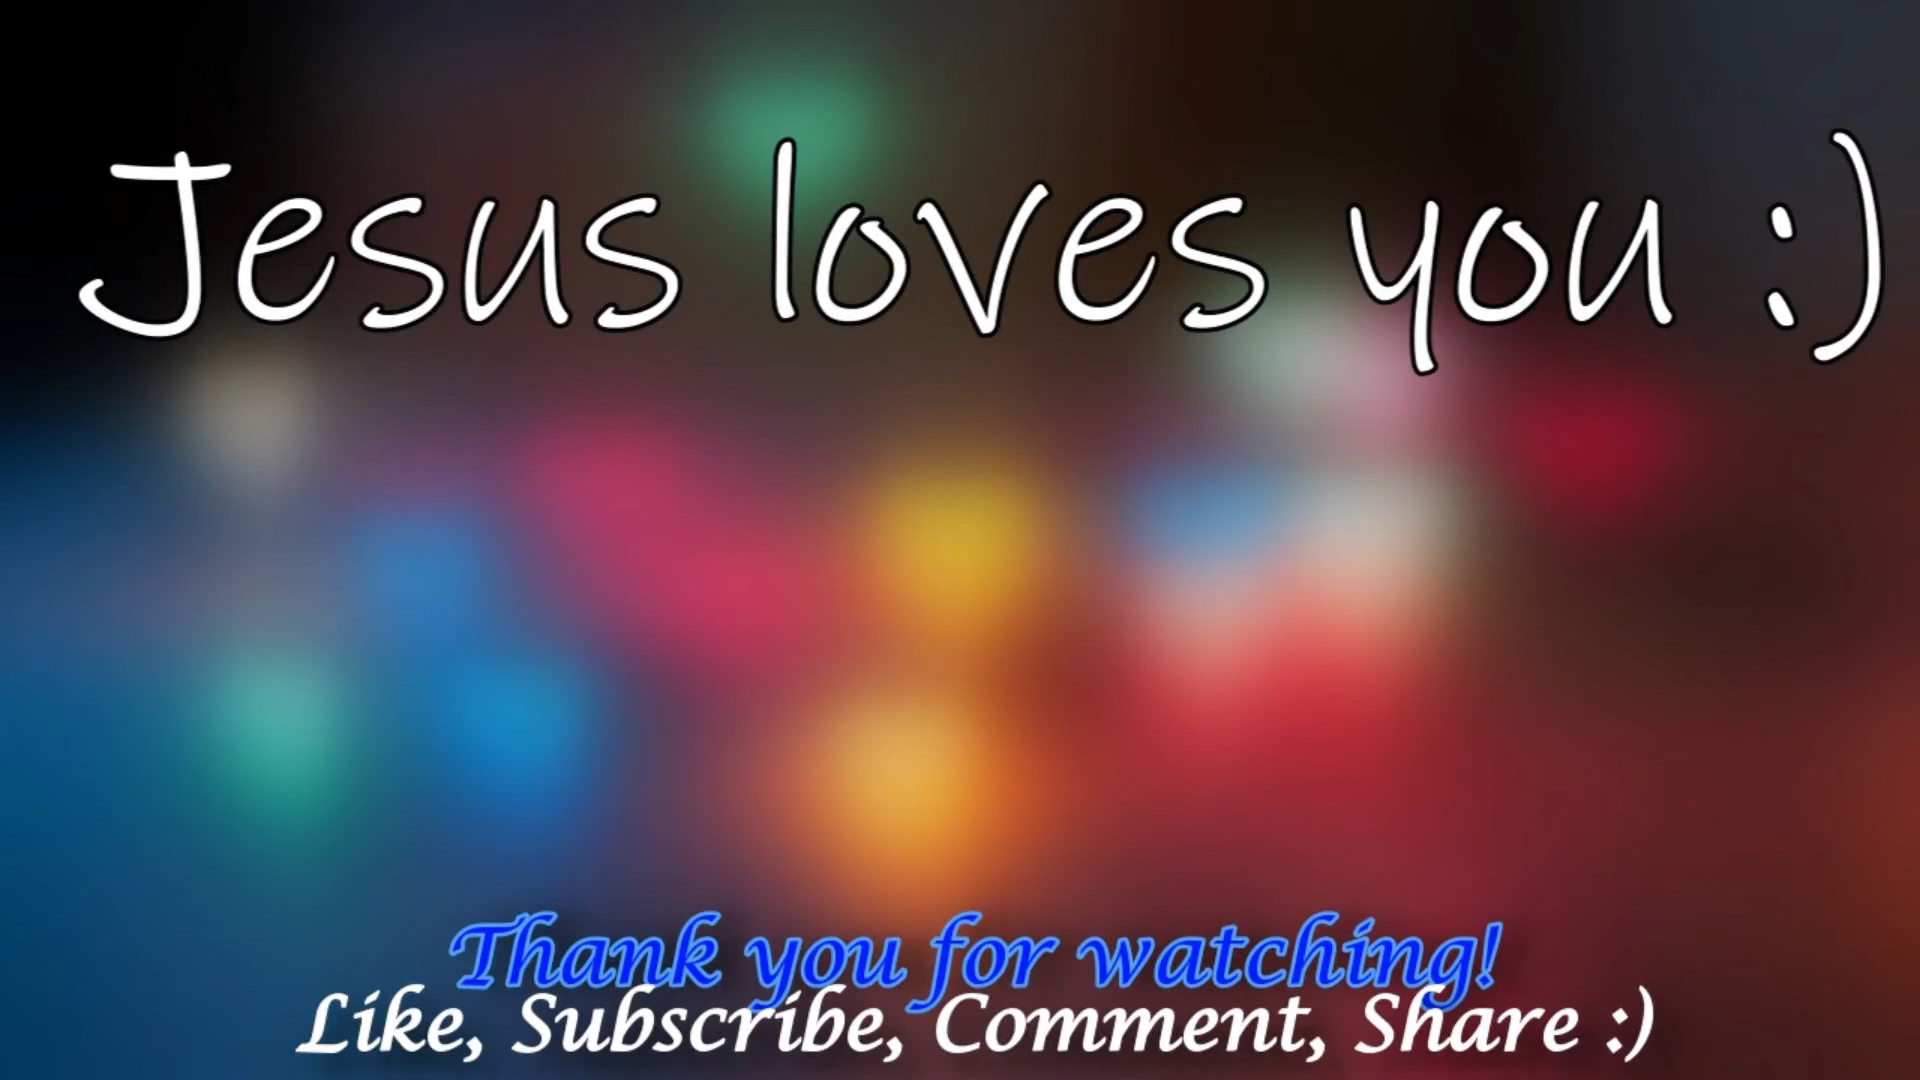 Jesus loves you :)
Thank you for watching!
Like, Subscribe, Comment, Share :)